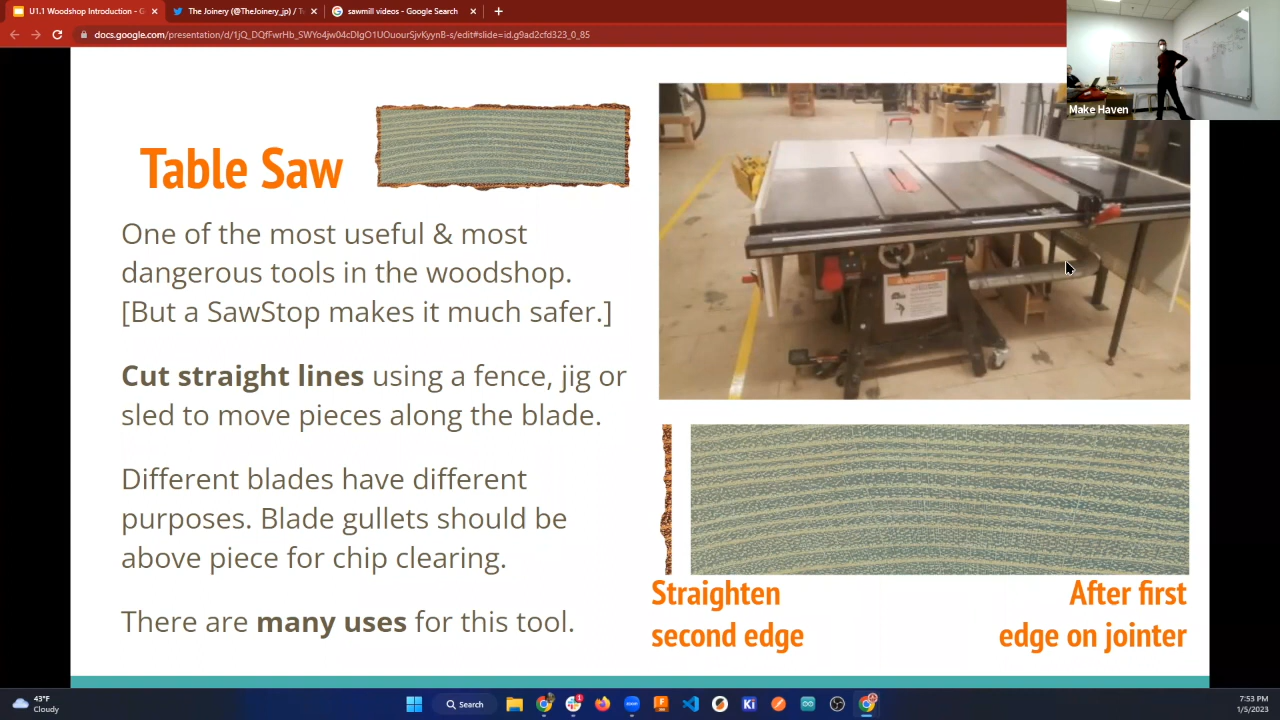 U1.1 Woodshop Introduction - G
The Joinery (@TheJoinery_jp) / T
sawmill videos - Google Search
docs.google.com/presentation/d/1jQ_DQfFwrHb_SWYo4jw04cDIgO1UOuourSjvKyynB-s/edit#slide=id.g9ad2cfd323_0_85
Make Haven
Table Saw
One of the most useful & most
dangerous tools in the woodshop.
[But a SawStop makes it much safer.]
Cut straight lines using a fence, jig or
sled to move pieces along the blade.
Different blades have different
purposes. Blade gullets should be
above piece for chip clearing.
There are many uses for this tool.
Straighten
second edge
After first
edge on jointer
43°F
Cloudy
Search
7:53 PM
1/5/2023